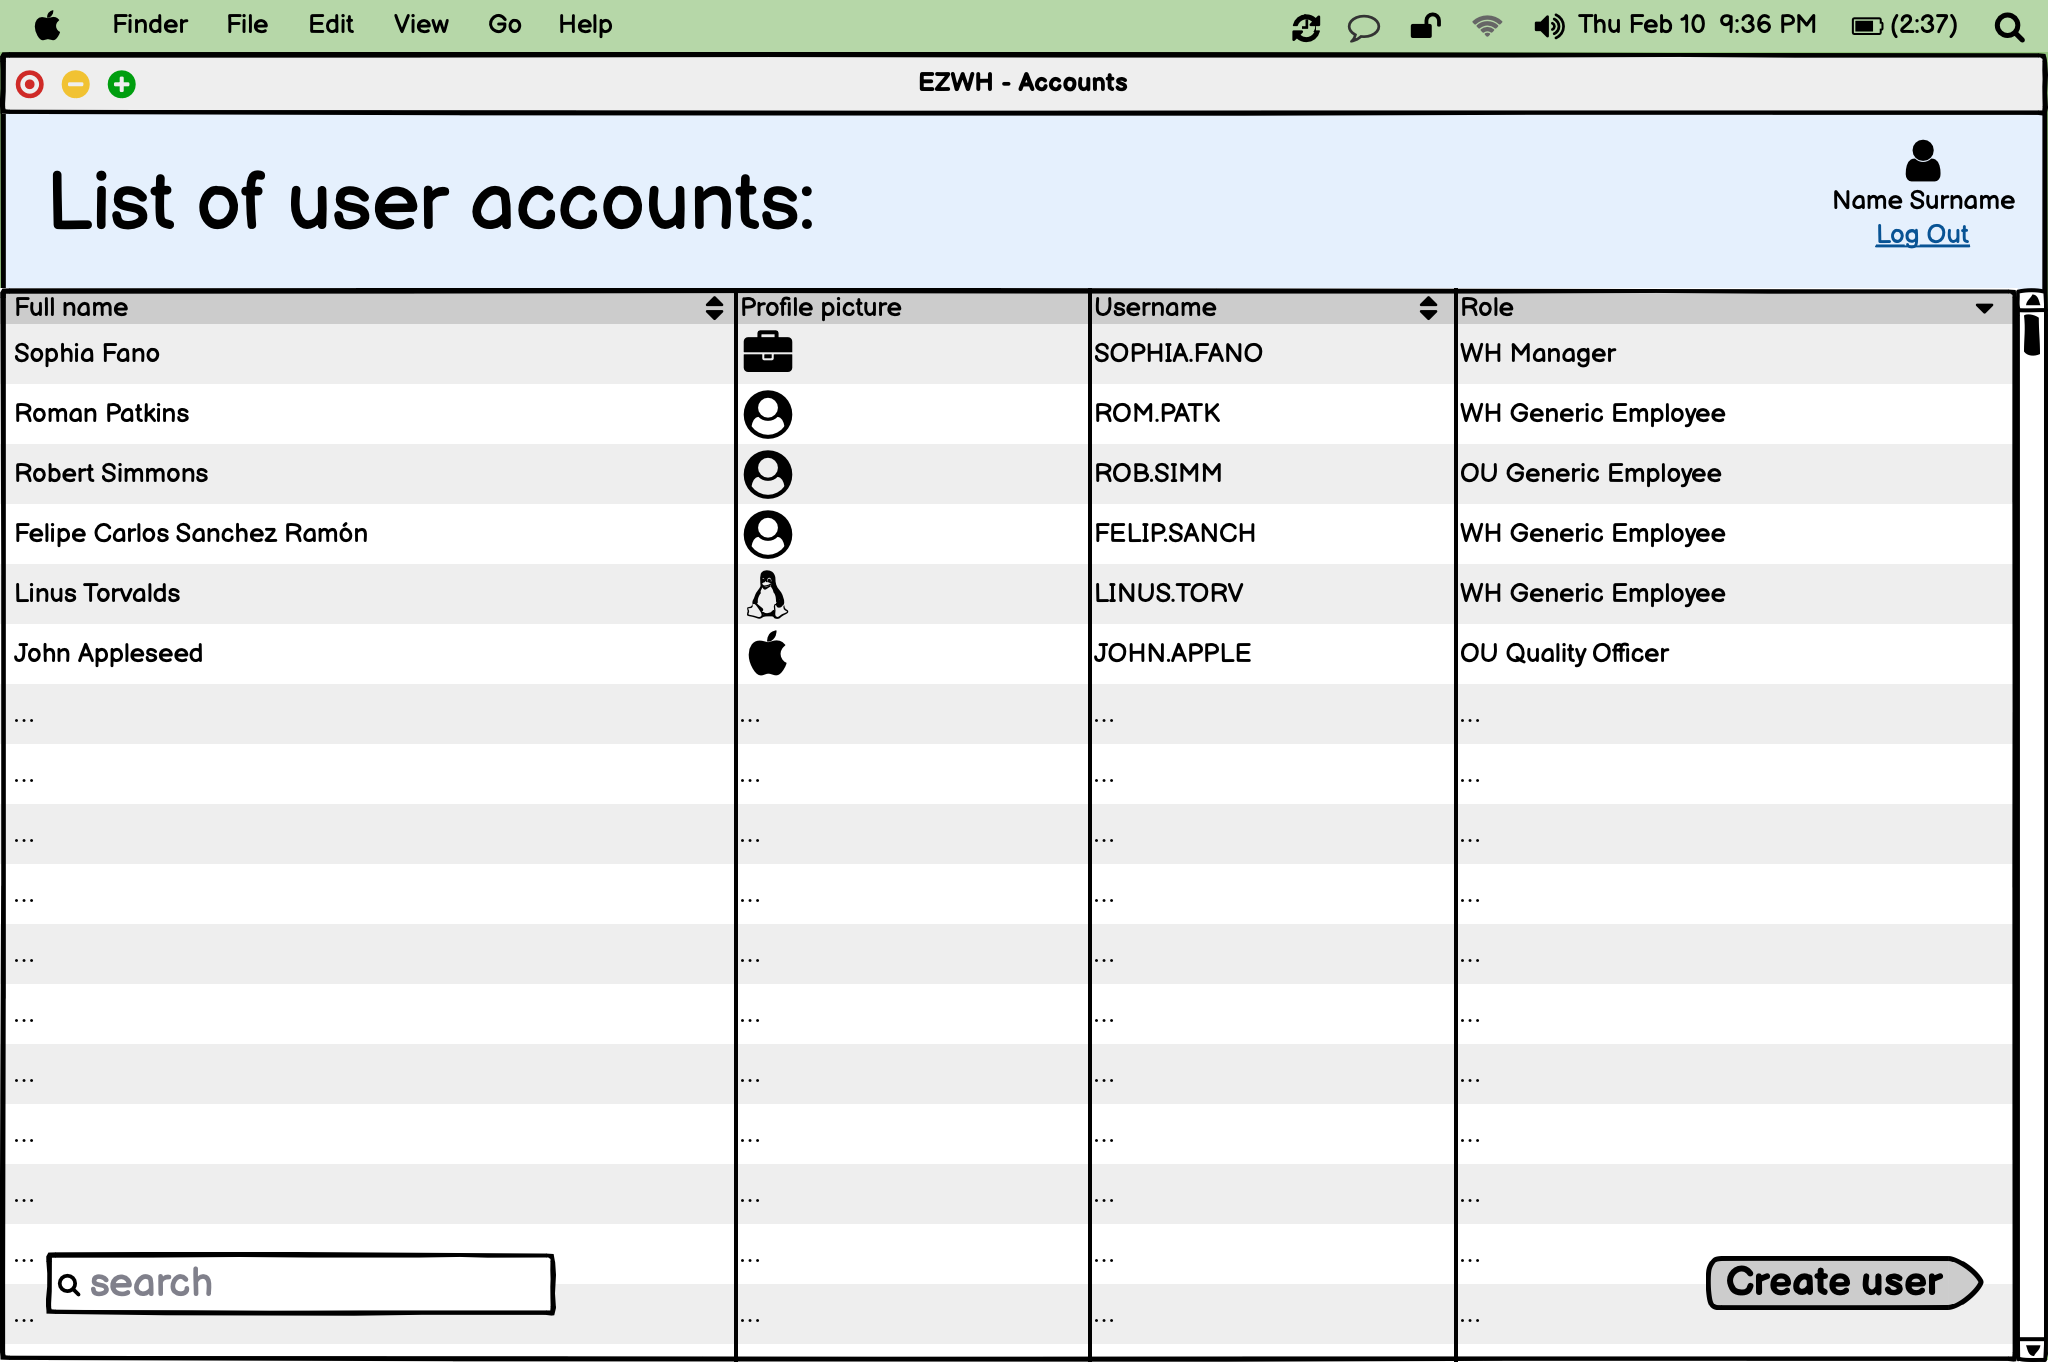 Finder File Edit View Go Help Thu Feb 10 9:36 PM (2:37)
EZWH - Accounts
List of user accounts:
Name Surname
Log Out
Full name Profile picture Username Role
Sophia Fano SOPHIA.FANO WH Manager
Roman Patkins ROM.PATK WH Generic Employee
Robert Simmons ROB.SIMM OU Generic Employee
Felipe Carlos Sanchez Ramón FELIP.SANCH WH Generic Employee
Linus Torvalds LINUS.TORV WH Generic Employee
John Appleseed JOHN.APPLE OU Quality Officer
... ... ... ...
... ... ... ...
... ... ... ...
... ... ... ...
... ... ... ...
... ... ... ...
... ... ... ...
... ... ... ...
... ... ... ...
... ... ... ...
search Create user
... ... ... ...